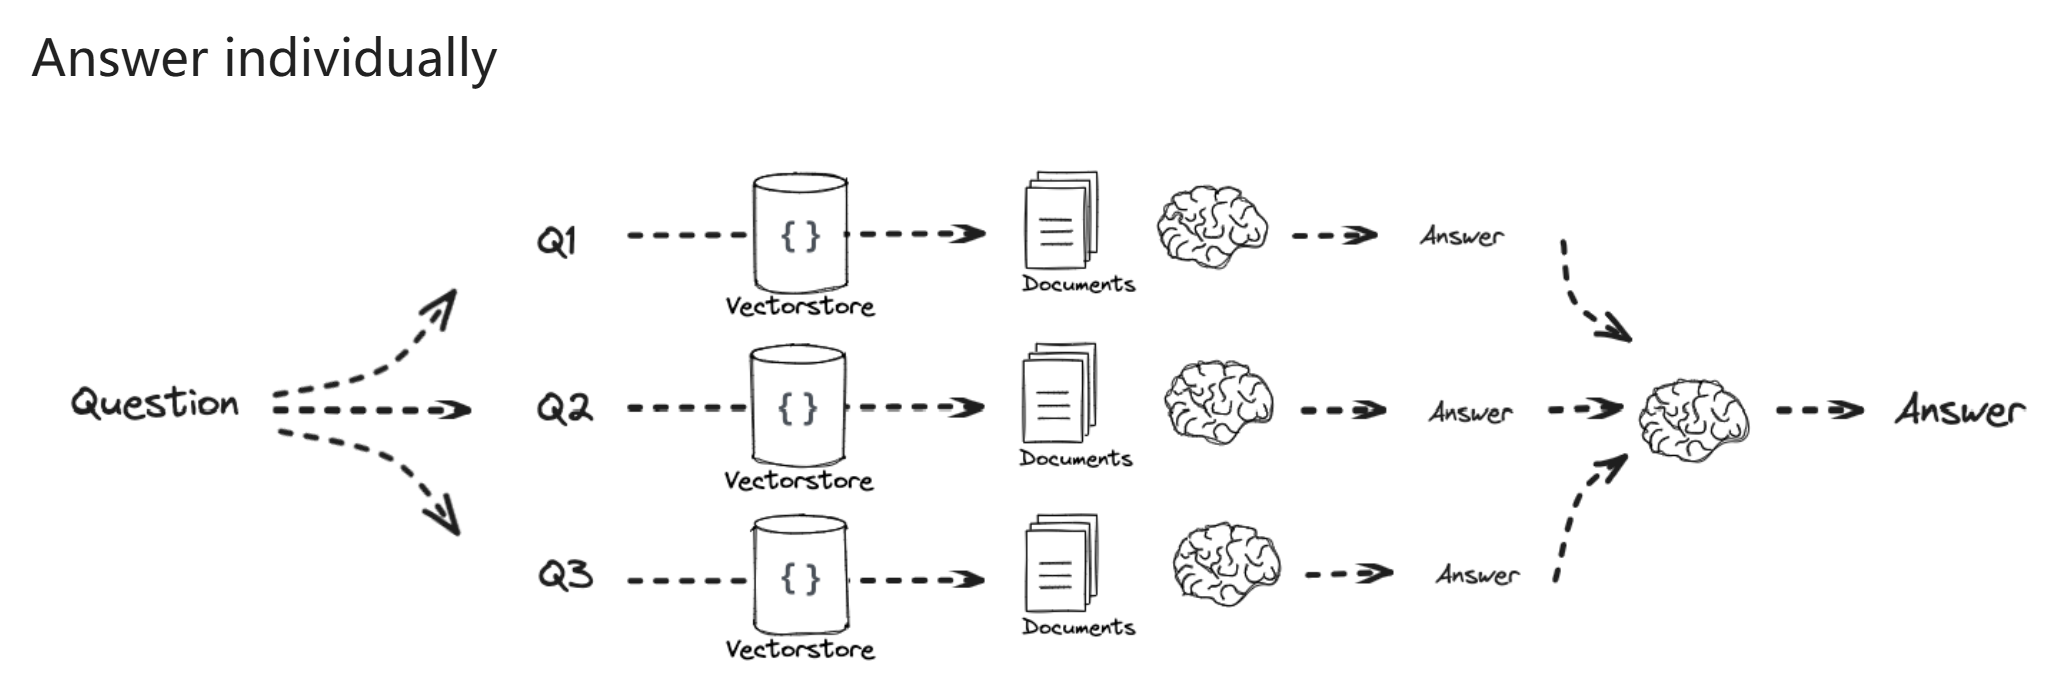 Answer individually
Question
Q1
{}
Vectorstore
Documents
Answer
Q2
{}
Vectorstore
Documents
Answer
Q3
{}
Vectorstore
Documents
Answer
Answer